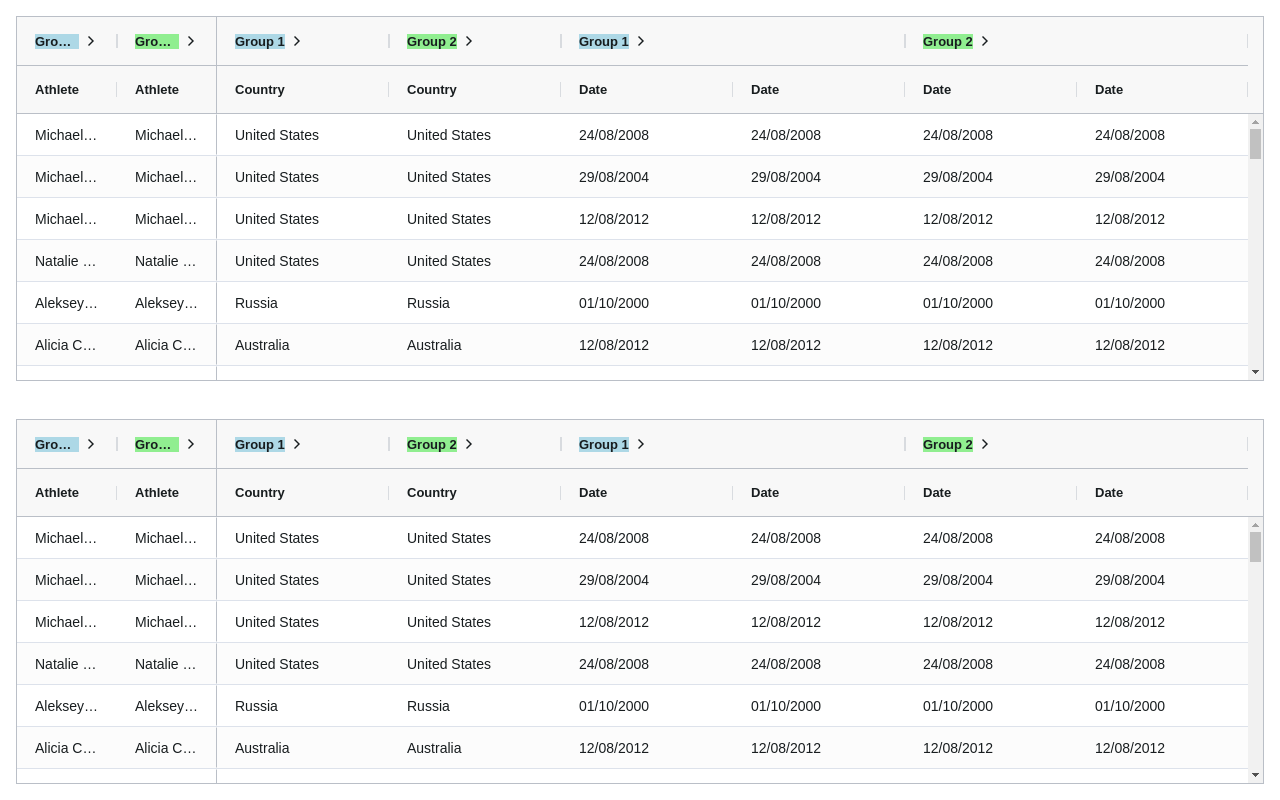 Gro... Gro... Group 1 Group 2 Group 1 Group 2
Athlete Athlete Country Country Date Date Date Date
Michael... Michael... United States United States 24/08/2008 24/08/2008 24/08/2008 24/08/2008
Michael... Michael... United States United States 29/08/2004 29/08/2004 29/08/2004 29/08/2004
Michael... Michael... United States United States 12/08/2012 12/08/2012 12/08/2012 12/08/2012
Natalie ... Natalie ... United States United States 24/08/2008 24/08/2008 24/08/2008 24/08/2008
Aleksey... Aleksey... Russia Russia 01/10/2000 01/10/2000 01/10/2000 01/10/2000
Alicia C... Alicia C... Australia Australia 12/08/2012 12/08/2012 12/08/2012 12/08/2012
Gro... Gro... Group 1 Group 2 Group 1 Group 2
Athlete Athlete Country Country Date Date Date Date
Michael... Michael... United States United States 24/08/2008 24/08/2008 24/08/2008 24/08/2008
Michael... Michael... United States United States 29/08/2004 29/08/2004 29/08/2004 29/08/2004
Michael... Michael... United States United States 12/08/2012 12/08/2012 12/08/2012 12/08/2012
Natalie ... Natalie ... United States United States 24/08/2008 24/08/2008 24/08/2008 24/08/2008
Aleksey... Aleksey... Russia Russia 01/10/2000 01/10/2000 01/10/2000 01/10/2000
Alicia C... Alicia C... Australia Australia 12/08/2012 12/08/2012 12/08/2012 12/08/2012